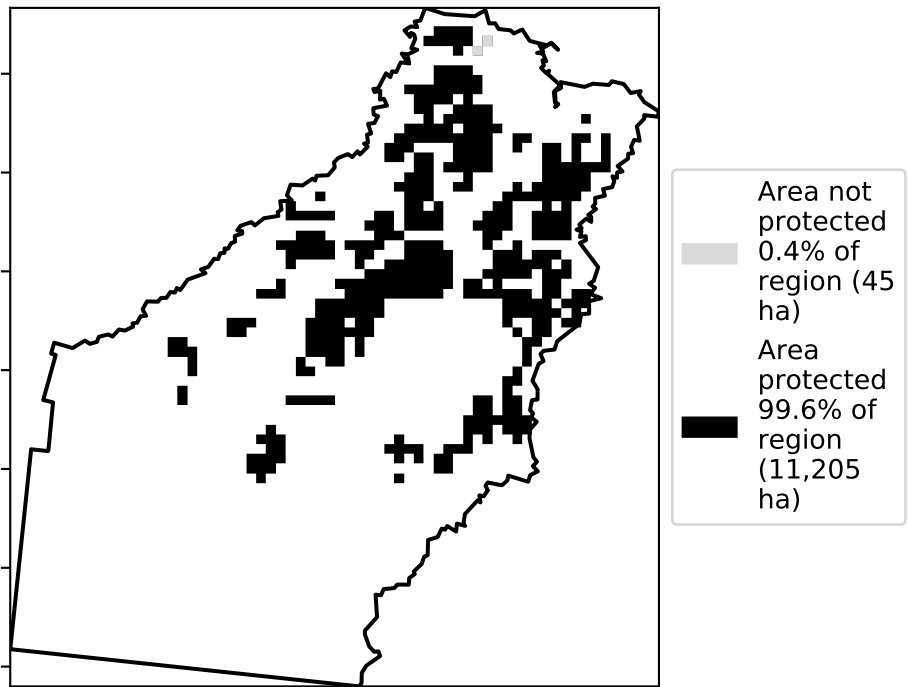 Area not
protected
0.4% of
region (45
ha)
Area
protected
99.6% of
region
(11,205
ha)